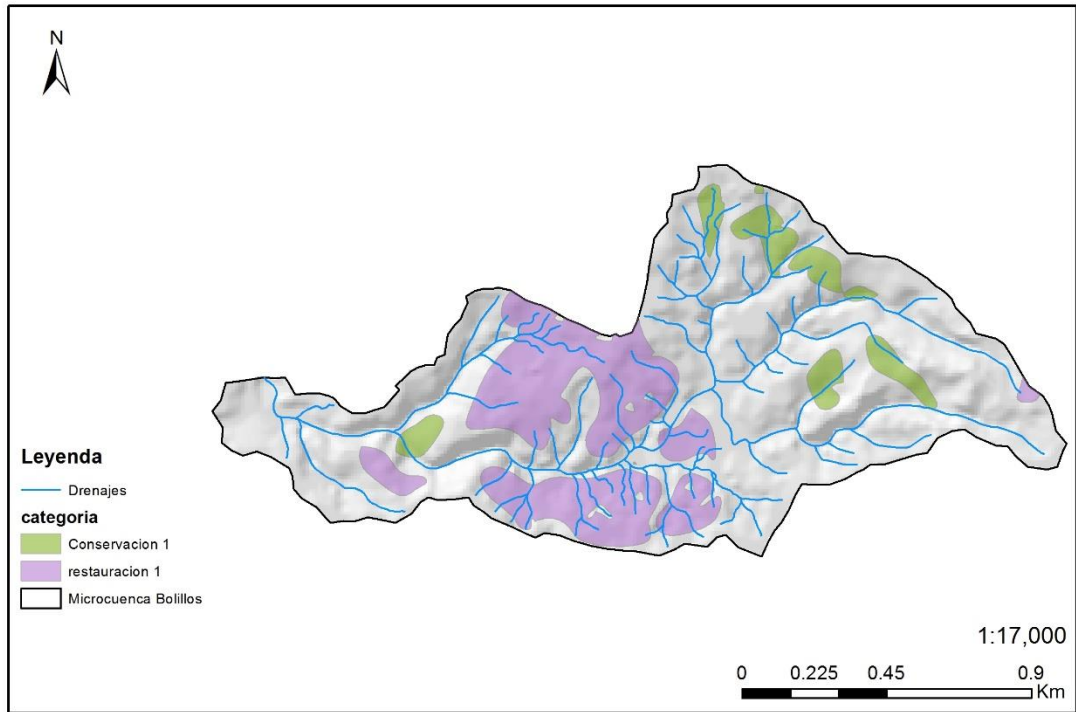 N
Leyenda
Drenajes
categoria
Conservacion 1
restauracion 1
Microcuenca Bolillos
1:17,000
0 0.225 0.45 0.9
Km